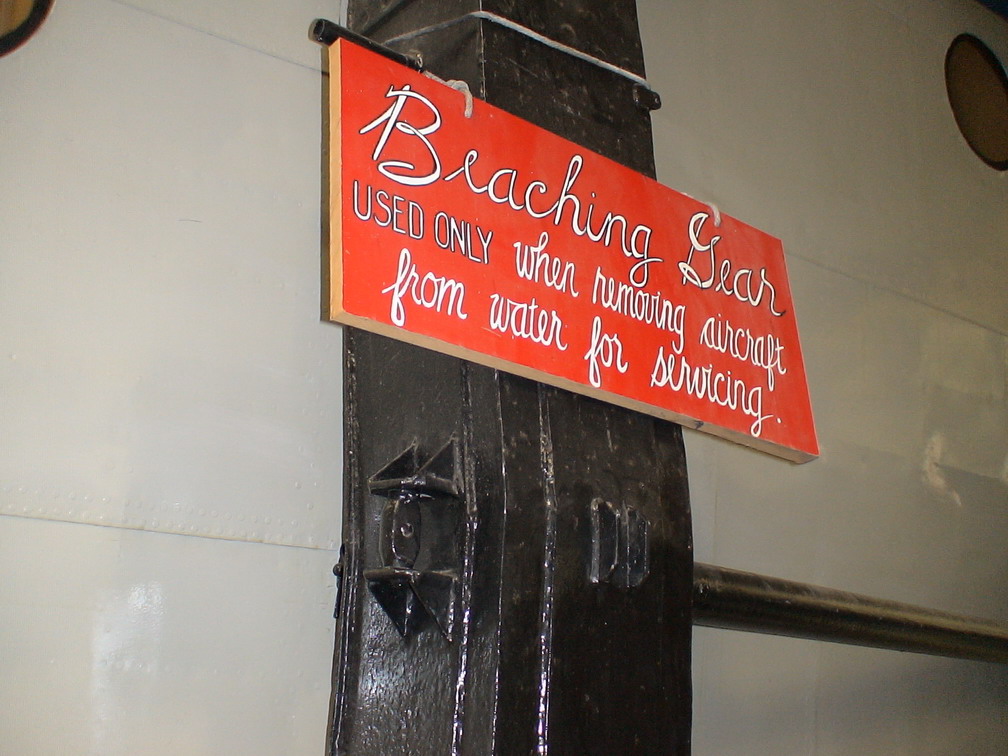 Beaching Gear
USED ONLY when removing aircraft
from water for servicing.